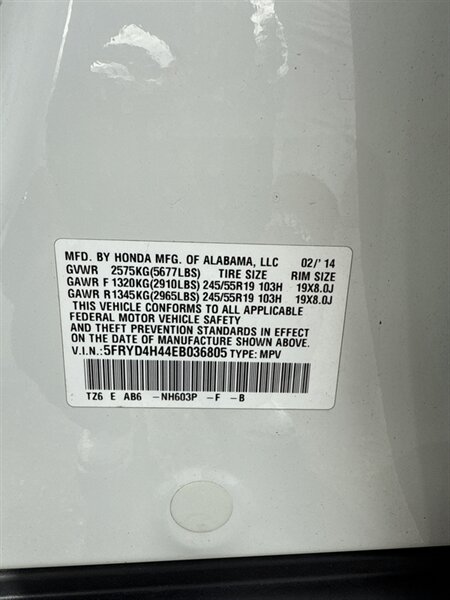 MFD. BY HONDA MFG. OF ALABAMA, LLC 02/' 14
GVWR 2575KG(5677LBS) TIRE SIZE RIM SIZE
GAWR F 1320KG(2910LBS) 245/55R19 103H 19X8.0J
GAWR R1345KG(2965LBS) 245/55R19 103H 19X8.0J
THIS VEHICLE CONFORMS TO ALL APPLICABLE
FEDERAL MOTOR VEHICLE SAFETY
AND THEFT PREVENTION STANDARDS IN EFFECT
ON THE DATE OF MANUFACTURE SHOWN ABOVE.
V.I.N.: 5FRYD4H44EB036805 TYPE: MPV
TZ6 E AB6 -NH603P -F -B